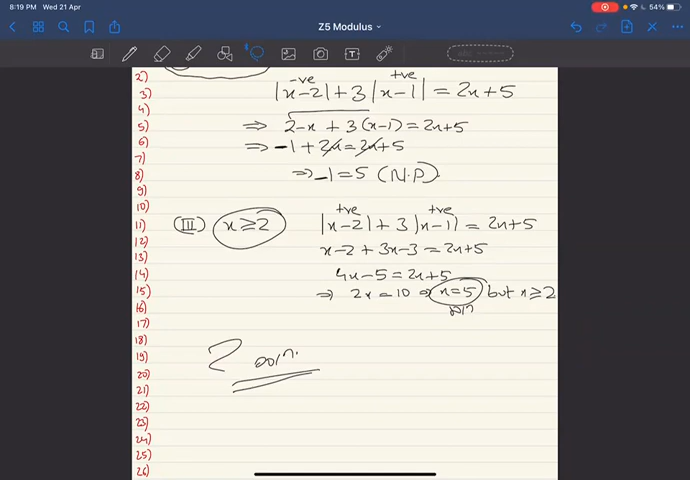 8:19 PM Wed 21 Apr
54%
Z5 Modulus
2)
-ve +ve
3) |x-2| + 3 |x-1| = 2x+5
4)
5) ⇒ 2-x + 3(x-1) = 2x+5
6) ⇒ -1 + 2x = 2x + 5
7)
8) ⇒ -1 = 5 (N.P).
9)
10)
+ve +ve
11) (III) x ≥ 2 |x-2| + 3 |x-1| = 2x+5
12)
13) x-2 + 3x-3 = 2x+5
14) 4x-5 = 2x+5
15) ⇒ 2x = 10 ⇒ x=5 but x ≥ 2
16)
17)
18)
19) 2
20)
21)
22)
23)
24)
25)
26)